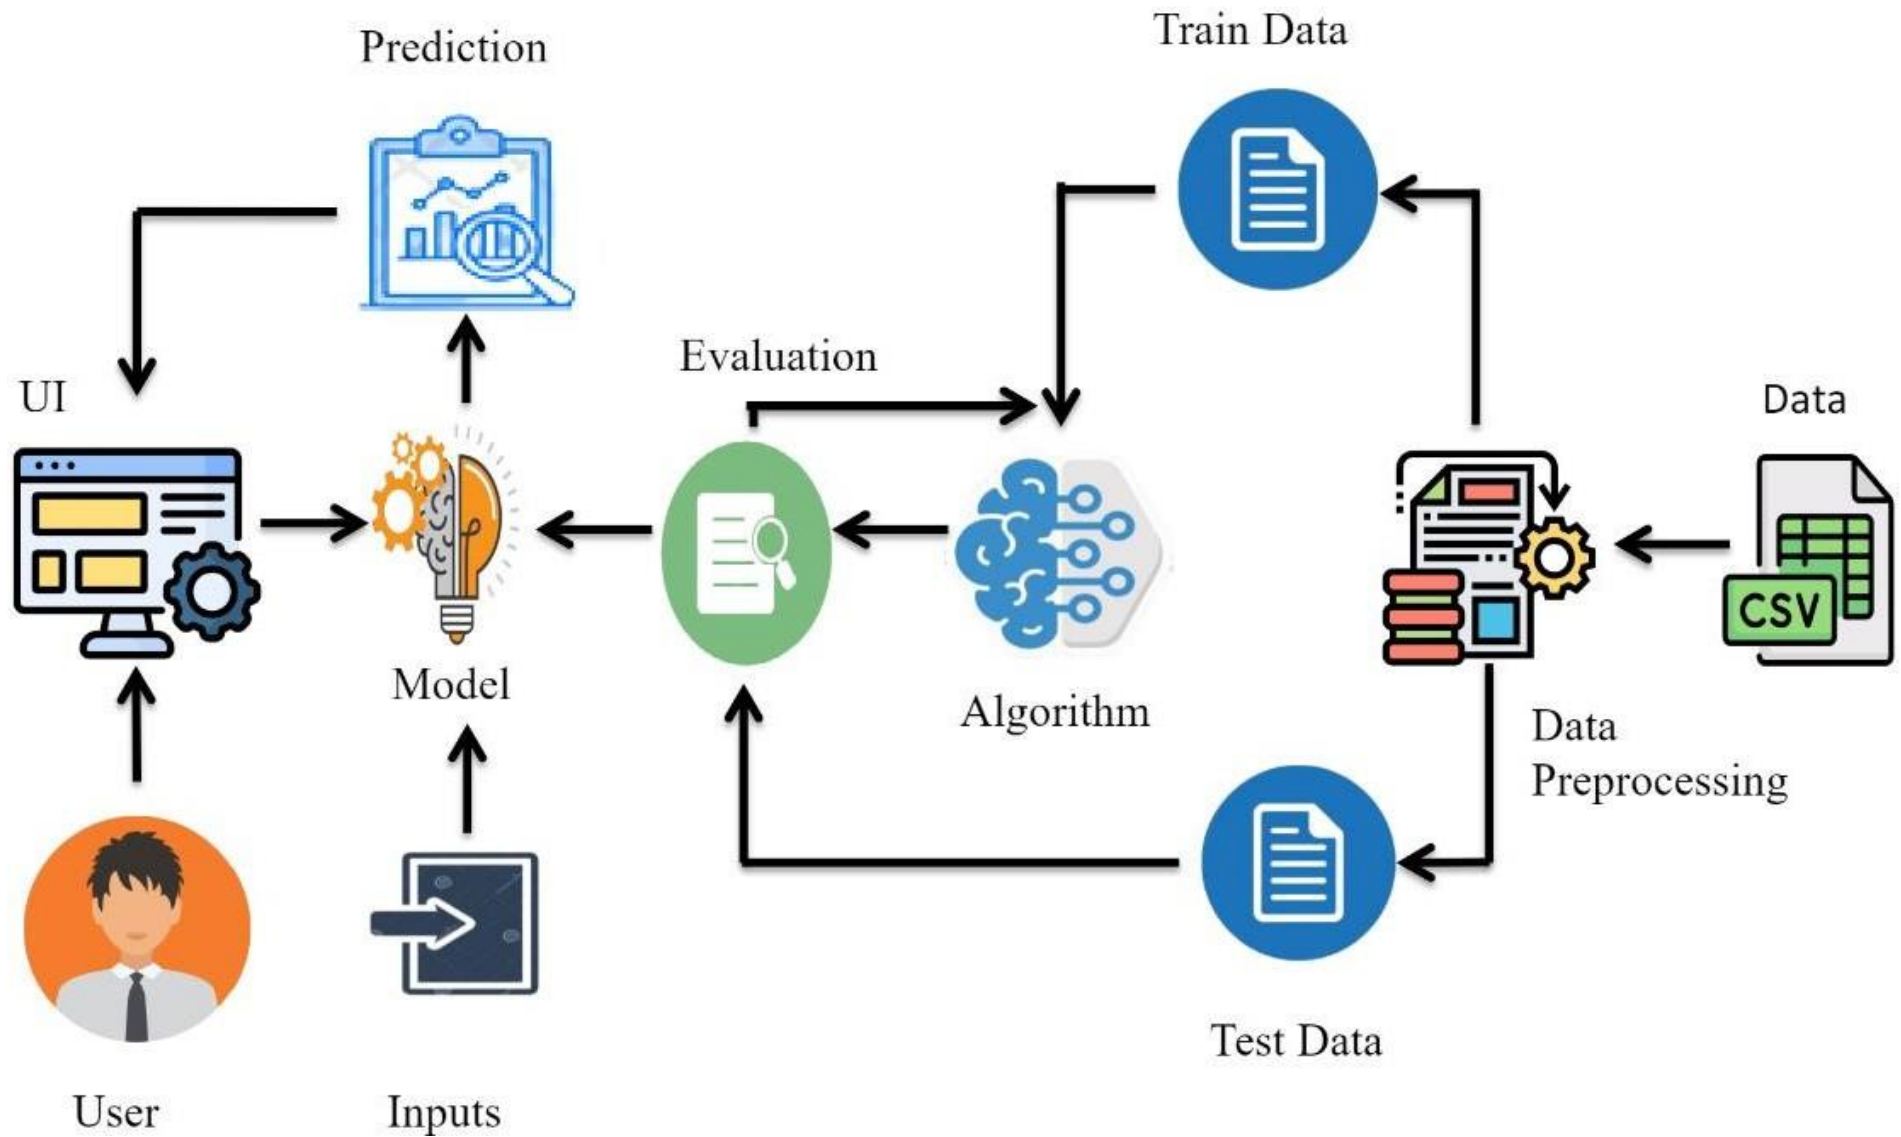 Prediction
Train Data
Evaluation
UI
Data
CSV
Model
Algorithm
Data
Preprocessing
Test Data
User
Inputs